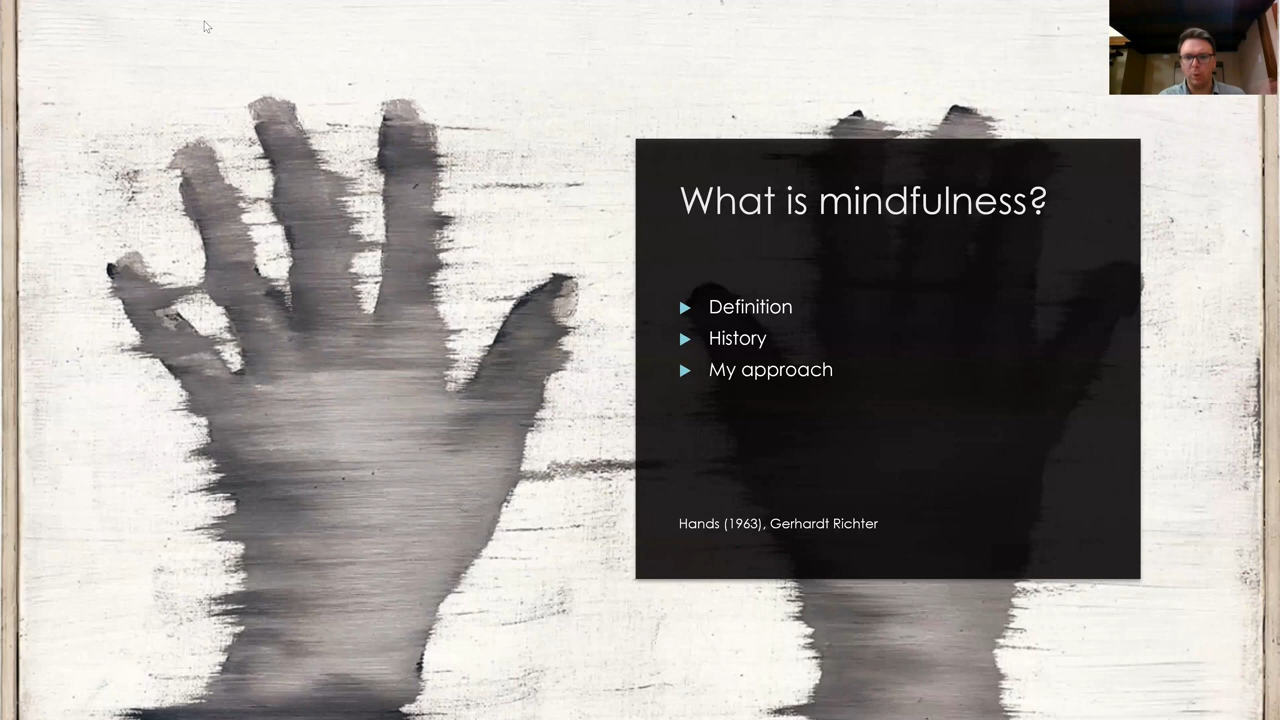 What is mindfulness?
Definition
History
My approach
Hands (1963), Gerhardt Richter